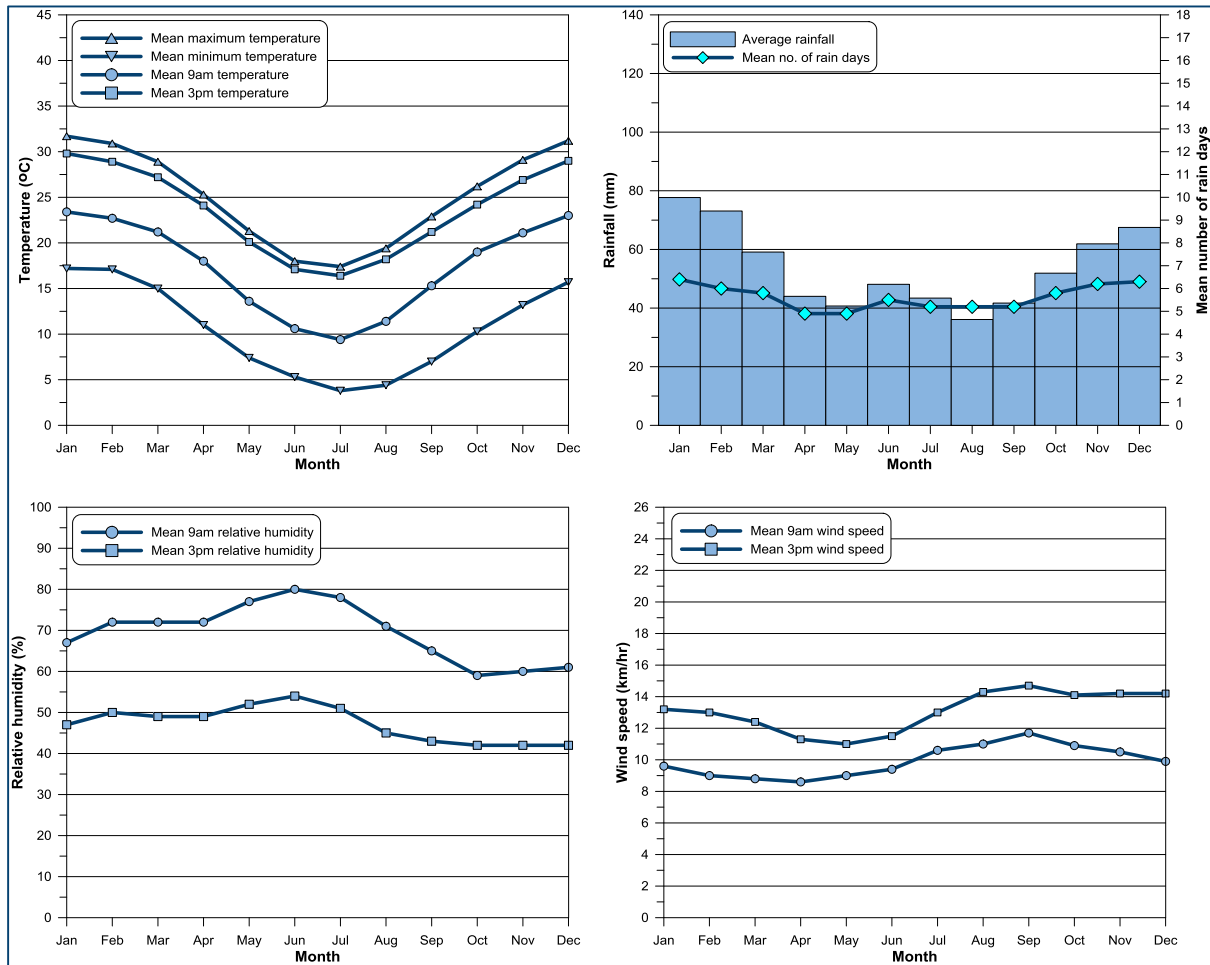 45
40
35
30
25
20
15
10
5
0
Temperature (oC)
Mean maximum temperature
Mean minimum temperature
Mean 9am temperature
Mean 3pm temperature
Jan Feb Mar Apr May Jun Jul Aug Sep Oct Nov Dec
Month
140
120
100
80
60
40
20
0
Rainfall (mm)
Average rainfall
Mean no. of rain days
18
17
16
15
14
13
12
11
10
9
8
7
6
5
4
3
2
1
0
Mean number of rain days
Jan Feb Mar Apr May Jun Jul Aug Sep Oct Nov Dec
Month
100
90
80
70
60
50
40
30
20
10
0
Relative humidity (%)
Mean 9am relative humidity
Mean 3pm relative humidity
Jan Feb Mar Apr May Jun Jul Aug Sep Oct Nov Dec
Month
26
24
22
20
18
16
14
12
10
8
6
4
2
0
Wind speed (km/hr)
Mean 9am wind speed
Mean 3pm wind speed
Jan Feb Mar Apr May Jun Jul Aug Sep Oct Nov Dec
Month